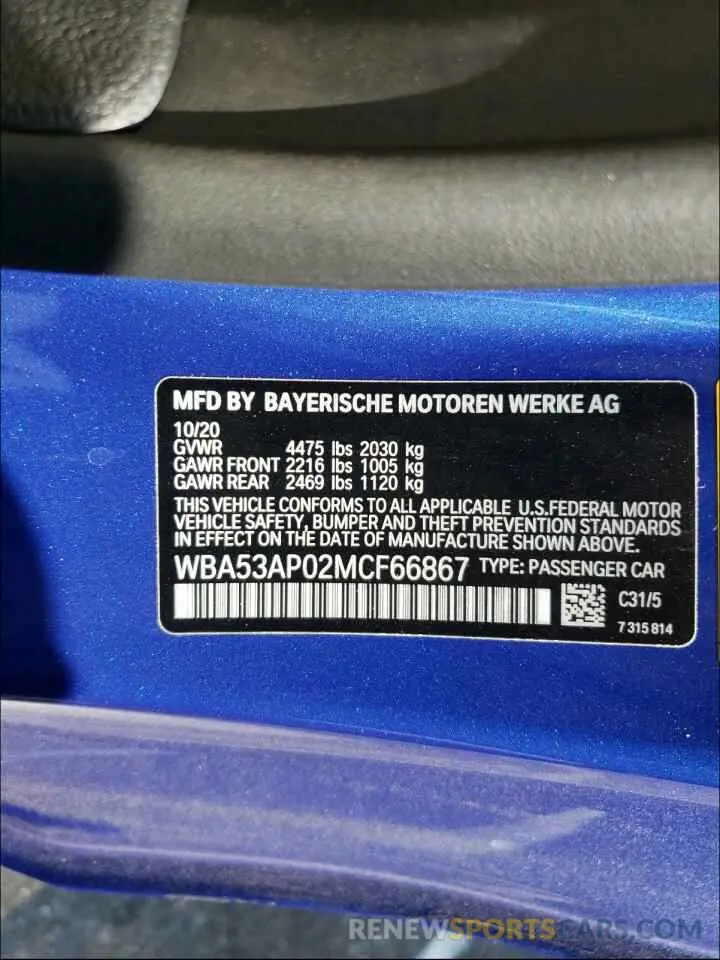 MFD BY BAYERISCHE MOTOREN WERKE AG
10/20
GVWR 4475 lbs 2030 kg
GAWR FRONT 2216 lbs 1005 kg
GAWR REAR 2469 lbs 1120 kg
THIS VEHICLE CONFORMS TO ALL APPLICABLE U.S.FEDERAL MOTOR
VEHICLE SAFETY, BUMPER AND THEFT PREVENTION STANDARDS
IN EFFECT ON THE DATE OF MANUFACTURE SHOWN ABOVE.
WBA53AP02MCF66867 TYPE: PASSENGER CAR
C31/5
7 315 814
RENEWSPORTSCARS.COM